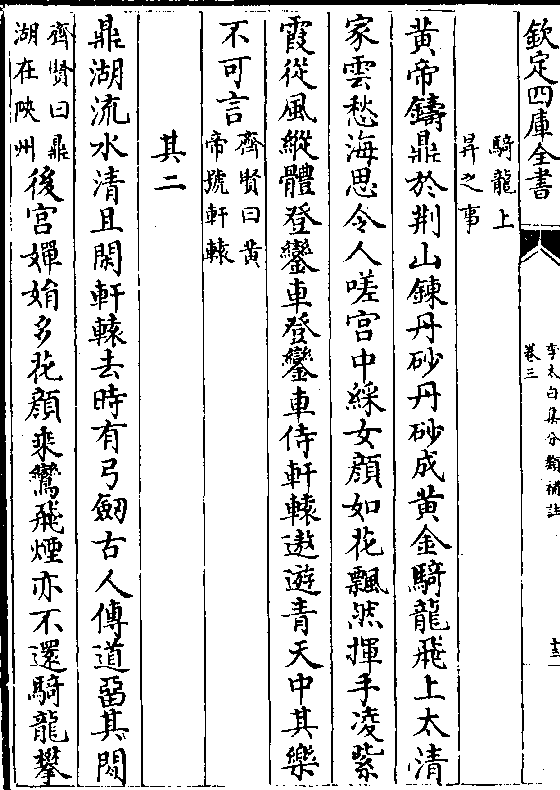 欽定四庫全書
李太白集分類補註
卷三
十三
騎龍上
昇之事
黃帝鑄鼎於荆山鍊丹砂丹砂成黃金騎龍飛上太清
家雲愁海思令人嗟宫中綵女顔如花飄然揮手凌紫
霞從風縱體登鑾車登鑾車侍軒轅遨遊青天中其樂
不可言
齊賢曰黄
帝號軒轅
其二
鼎湖流水清且閑軒轅去時有弓劒古人傳道留其間
齊賢曰鼎
湖在陜州
後宫嬋娟多花顔乘鸞飛煙亦不還騎龍攀